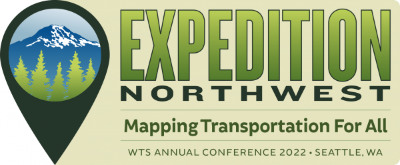 EXPEDITION
NORTHWEST
Mapping Transportation For All
WTS ANNUAL CONFERENCE 2022 • SEATTLE, WA